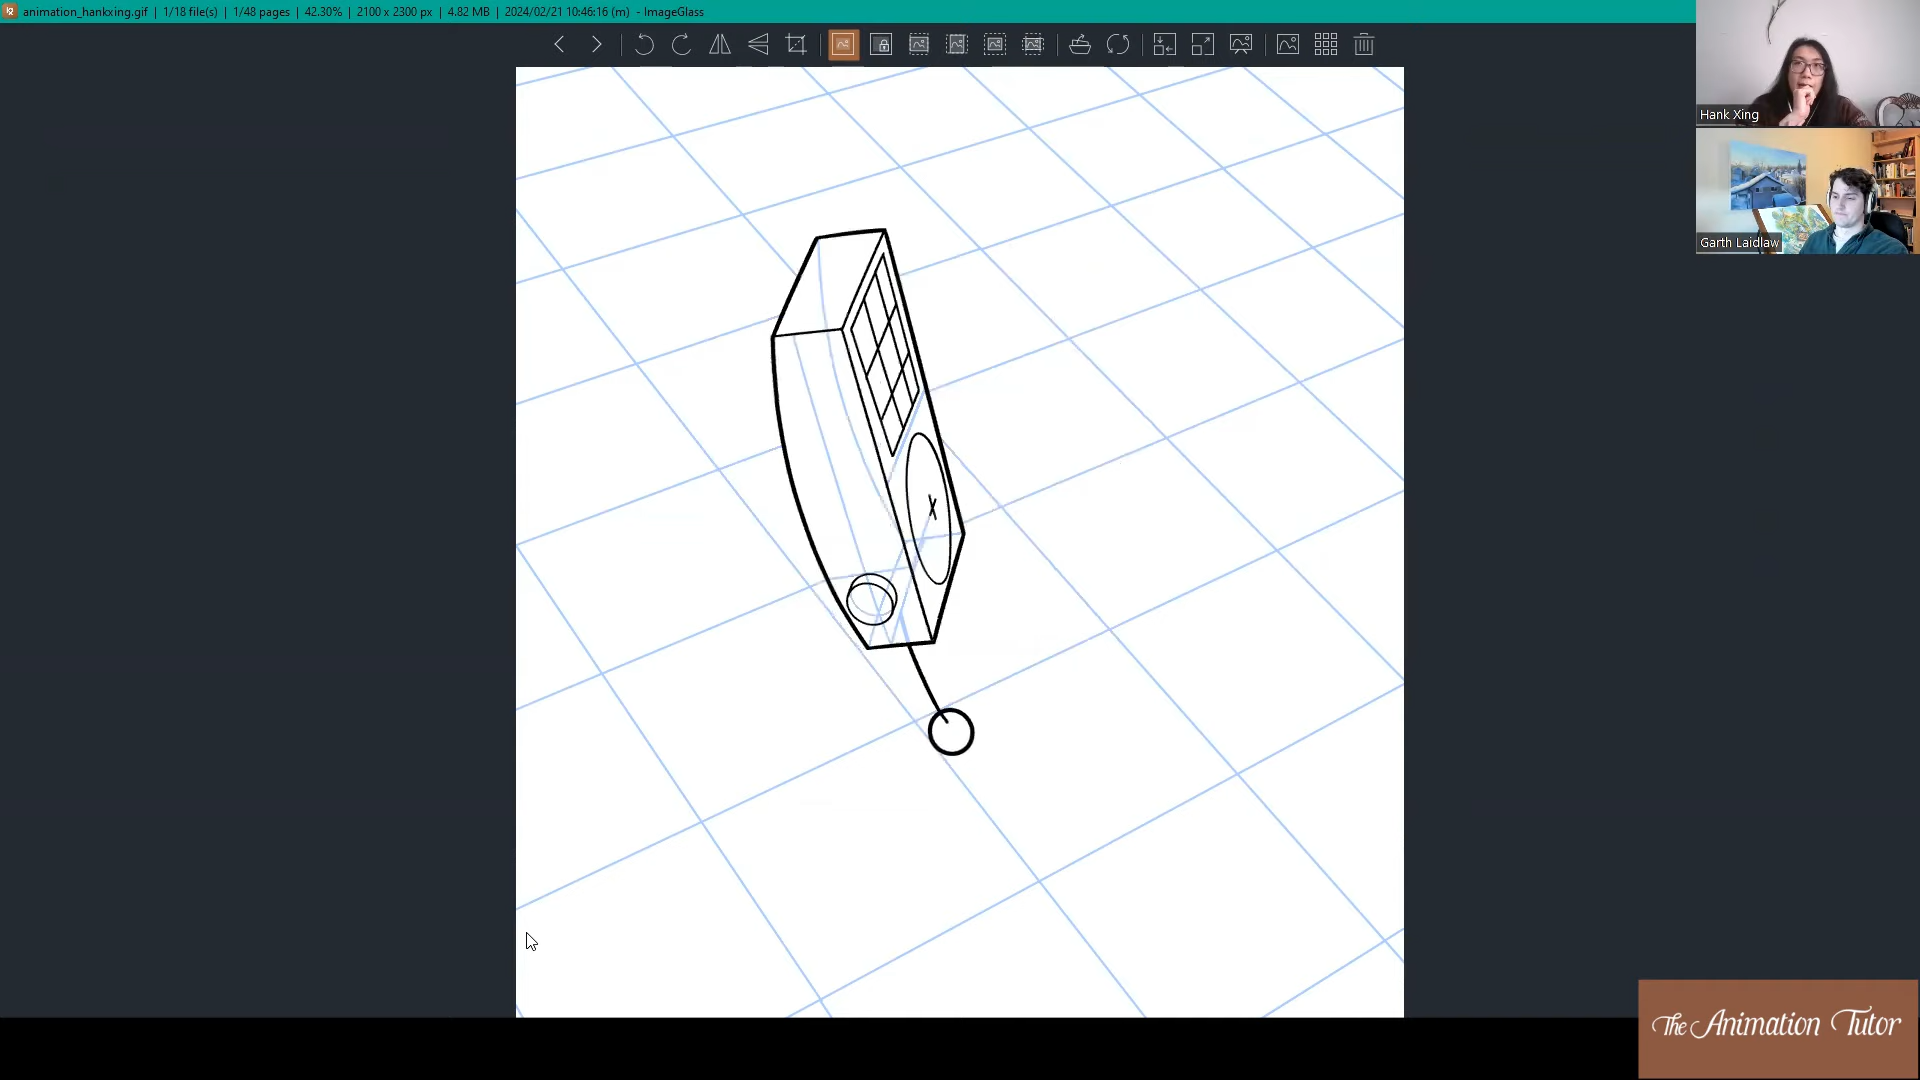 animation_hankxing.gif | 1/18 file(s) | 1/48 pages | 42.30% | 2100 x 2300 px | 4.82 MB | 2024/02/21 10:46:16 (m) - ImageGlass
Hank Xing
Garth Laidlaw
X
The Animation Tutor